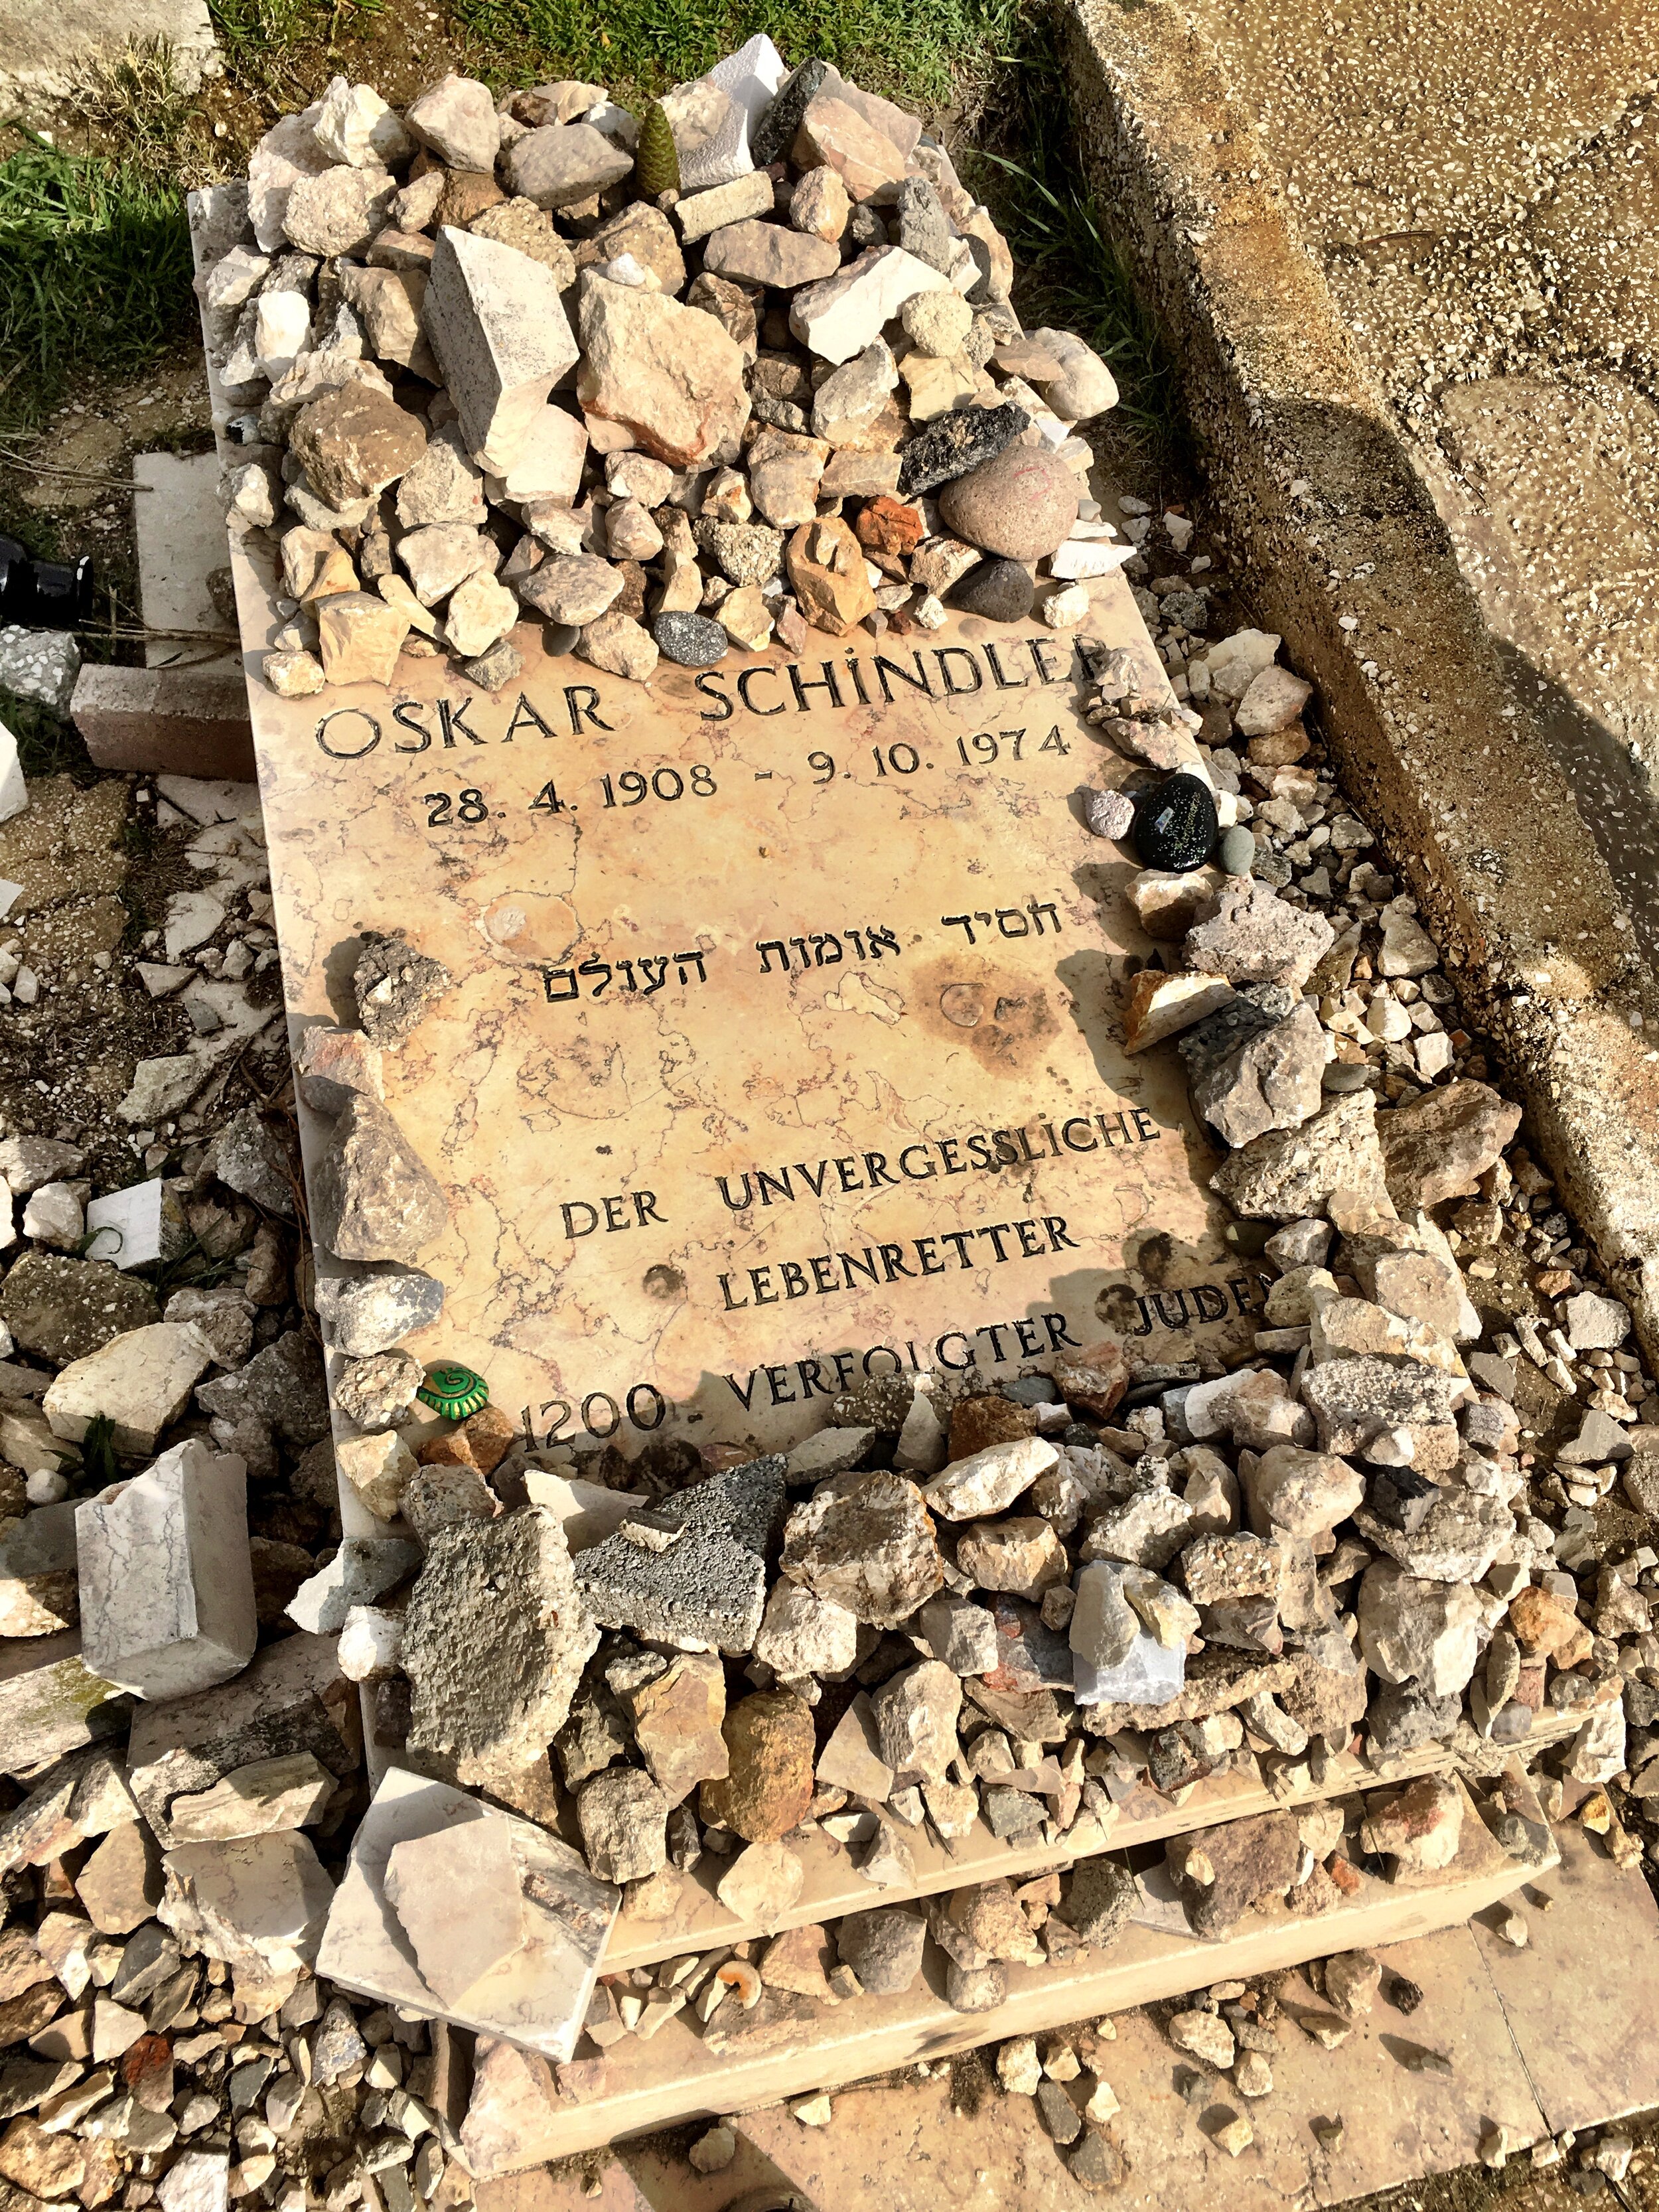 OSKAR SCHiNDLER
28. 4. 1908 - 9. 10. 1974
חסיד אומות העולם
DER UNVERGESSLiCHE
LEBENRETTER
1200 VERFOLGTER JUDEN